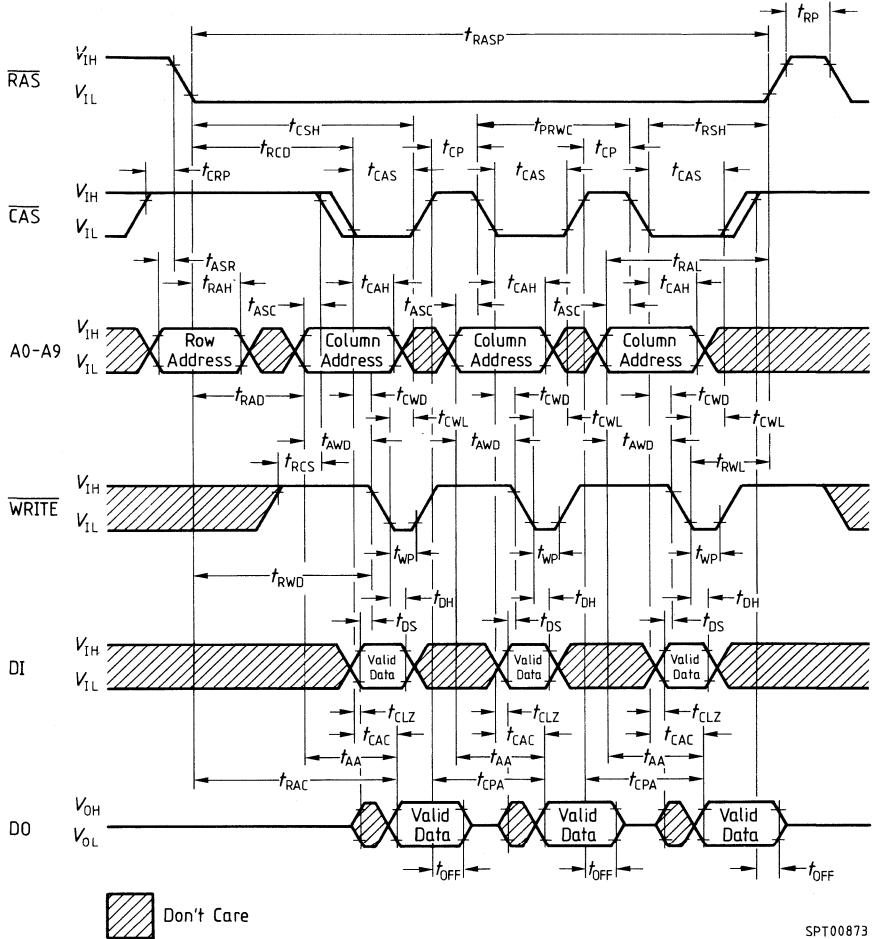 tRASP tRP
RAS VIH
VIL
tCSH tPRWC tRSH
tRCD tCP tCP
tCRP tCAS tCAS tCAS
CAS VIH
VIL
tASR tRAL
tRAH tCAH tCAH tCAH
tASC tASC tASC
A0-A9 VIH
VIL
Row Address Column Address Column Address Column Address
tRAD tCWD tCWD tCWD
tCWL tCWL tCWL
tAWD tAWD tAWD
tRCS tRWL
WRITE VIH
VIL
tWP tWP tWP
tRWD
tDH tDH tDH
tDS tDS tDS
DI VIH
VIL
Valid Data Valid Data Valid Data
tCLZ tCLZ tCLZ
tCAC tCAC tCAC
tAA tAA tAA
tRAC tCPA tCPA
DO VOH
VOL
Valid Data Valid Data Valid Data
tOFF tOFF tOFF
Don't Care
SPT00873